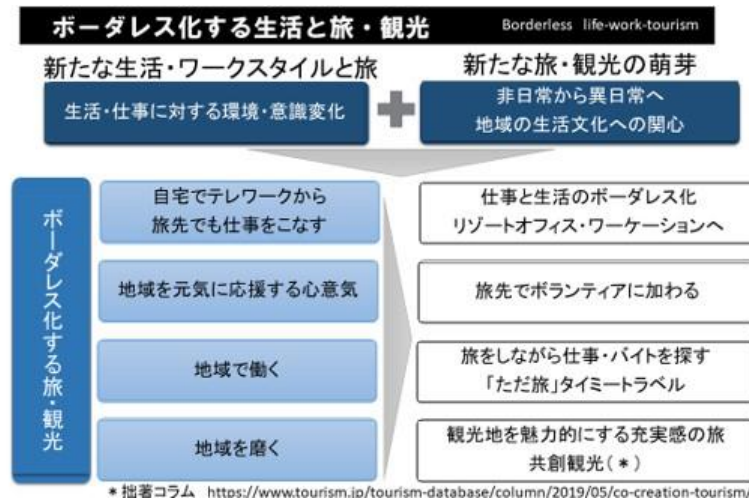 ボーダレス化する生活と旅・観光 Borderless life-work-tourism
新たな生活・ワークスタイルと旅
新たな旅・観光の萌芽
生活・仕事に対する環境・意識変化
非日常から異日常へ
地域の生活文化への関心
ボーダレス化する旅・観光
自宅でテレワークから
旅先でも仕事をこなす
仕事と生活のボーダレス化
リゾートオフィス・ワーケーションへ
地域を元気に応援する心意気
旅先でボランティアに加わる
地域で働く
旅をしながら仕事・バイトを探す
「ただ旅」タイミートラベル
地域を磨く
観光地を魅力的にする充実感の旅
共創観光(*)
* 拙著コラム https://www.tourism.jp/tourism-database/column/2019/05/co-creation-tourism/